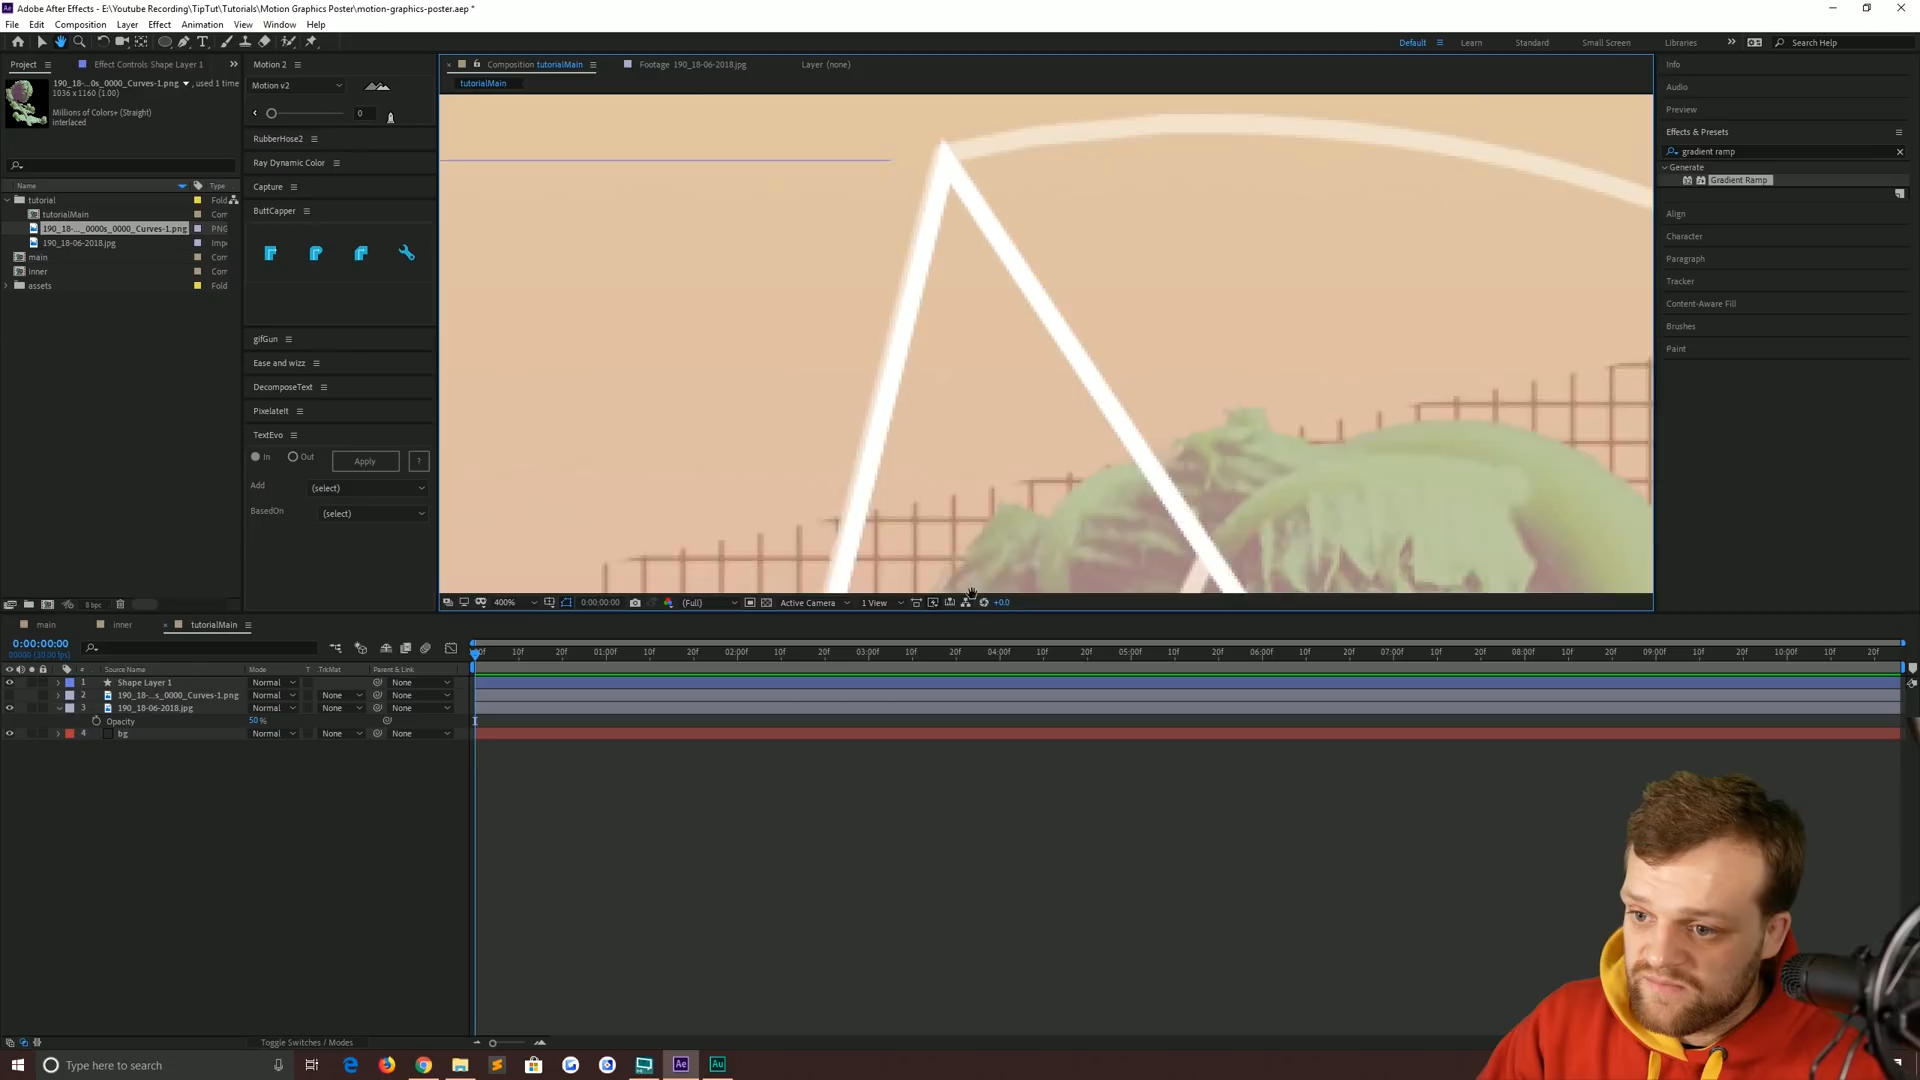 Adobe After Effects - E:\Youtube Recording\TipTut\Tutorials\Motion Graphics Poster\motion-graphics-poster.aep *
File Edit Composition Layer Effect Animation View Window Help
Default Learn Standard Small Screen Libraries Search Help
Project Effect Controls Shape Layer 1
190_18-...0s_0000_Curves-1.png , used 1 time
1036 x 1160 (1.00)
Millions of Colors+ (Straight)
interlaced
Name Type
tutorial Fold
tutorialMain Com
190_18-..._0000s_0000_Curves-1.png PNG
190_18-06-2018.jpg Imp
main Com
inner Com
assets Fold
8 bpc
Motion 2
Motion v2
0
RubberHose2
Ray Dynamic Color
Capture
ButtCapper
gifGun
Ease and wizz
DecomposeText
PixelateIt
TextEvo
In Out Apply ?
Add (select)
BasedOn (select)
Composition tutorialMain Footage 190_18-06-2018.jpg Layer (none)
tutorialMain
400% 0:00:00:00 (Full) Active Camera 1 View +0.0
Info
Audio
Preview
Effects & Presets
gradient ramp
Generate
Gradient Ramp
Align
Character
Paragraph
Tracker
Content-Aware Fill
Brushes
Paint
main inner tutorialMain
0:00:00:00
00000 (30.00 fps)
# Source Name Mode T .TrkMat Parent & Link
1 Shape Layer 1 Normal None
2 190_18-...s_0000_Curves-1.png Normal None None
3 190_18-06-2018.jpg Normal None None
Opacity 50 %
4 bg Normal None None
:00f 10f 20f 01:00f 10f 20f 02:00f 10f 20f 03:00f 10f 20f 04:00f 10f 20f 05:00f 10f 20f 06:00f 10f 20f 07:00f 10f 20f 08:00f 10f 20f 09:00f 10f 20f 10:00f 10f 20f
Toggle Switches / Modes
Type here to search
Ae Au